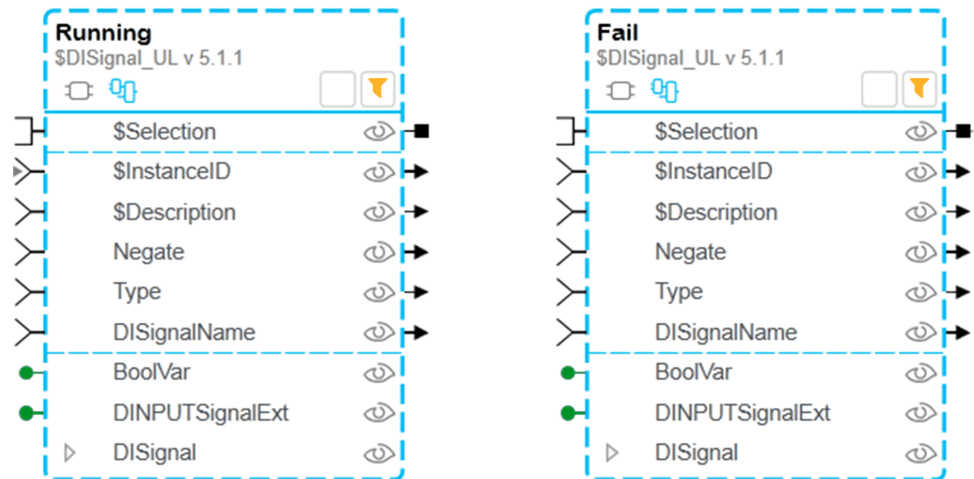 Running
$DISignal_UL v 5.1.1
$Selection
$InstanceID
$Description
Negate
Type
DISignalName
BoolVar
DINPUTSignalExt
DISignal
Fail
$DISignal_UL v 5.1.1
$Selection
$InstanceID
$Description
Negate
Type
DISignalName
BoolVar
DINPUTSignalExt
DISignal